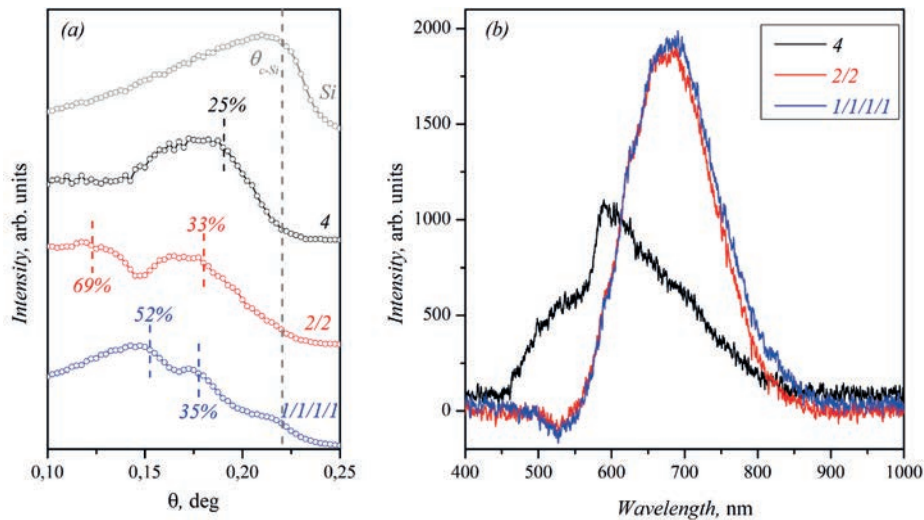 (a)
θc-Si
Si
25%
4
33%
69%
2/2
52%
35%
1/1/1/1
Intensity, arb. units
0,10 0,15 0,20 0,25
θ, deg
(b)
4
2/2
1/1/1/1
2000
1500
1000
500
0
Intensity, arb. units
400 500 600 700 800 900 1000
Wavelength, nm